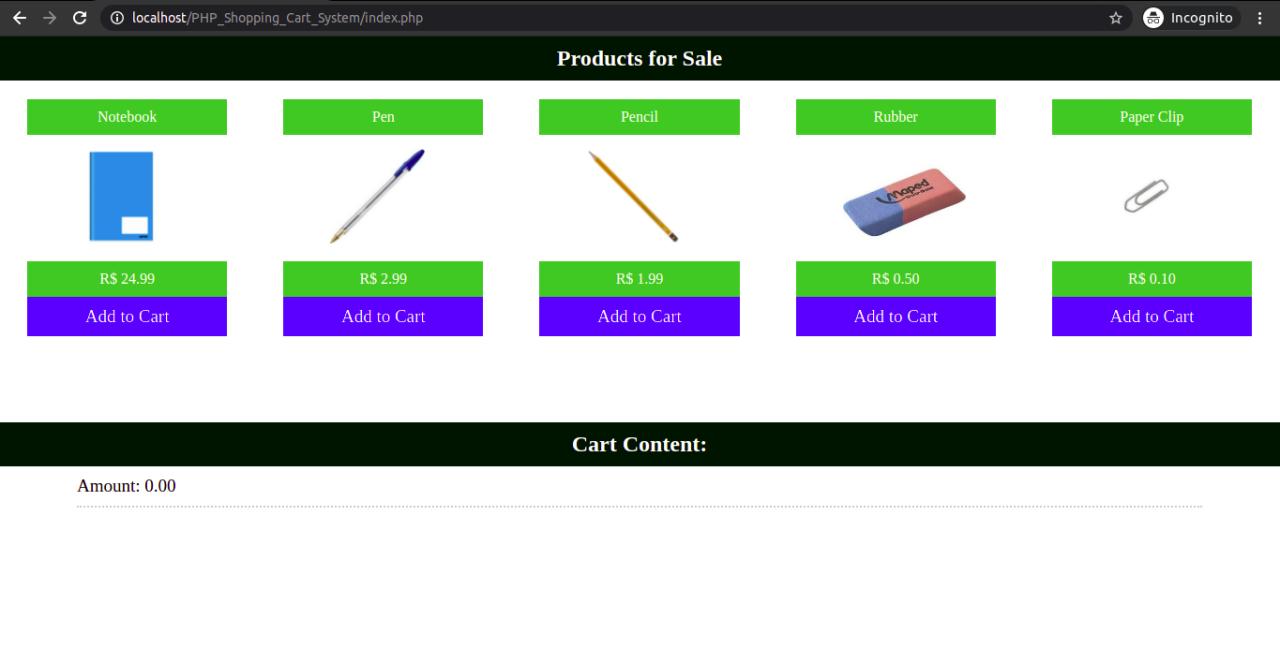 localhost/PHP_Shopping_Cart_System/index.php
Incognito
Products for Sale
Notebook
Pen
Pencil
Rubber
Paper Clip
Maped
R$ 24.99
R$ 2.99
R$ 1.99
R$ 0.50
R$ 0.10
Add to Cart
Add to Cart
Add to Cart
Add to Cart
Add to Cart
Cart Content:
Amount: 0.00